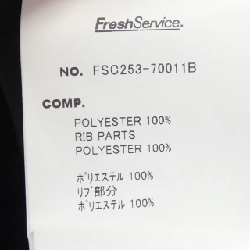 FreshService.
NO. FSC253-70011B
COMP.
POLYESTER 100%
RIB PARTS
POLYESTER 100%
ポリエステル 100%
リブ部分
ポリエステル 100%